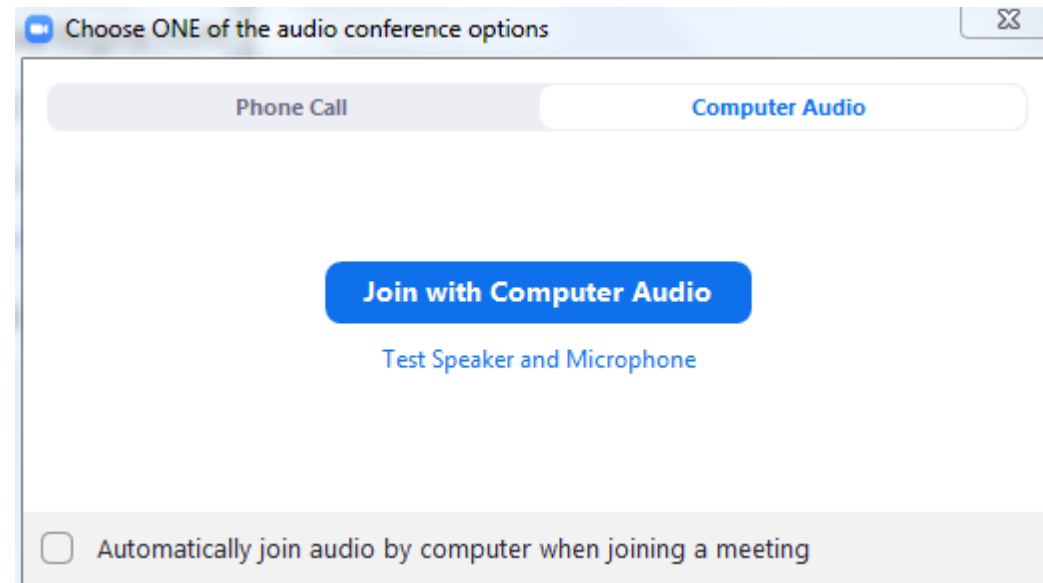 Choose ONE of the audio conference options
Phone Call Computer Audio
Join with Computer Audio
Test Speaker and Microphone
Automatically join audio by computer when joining a meeting